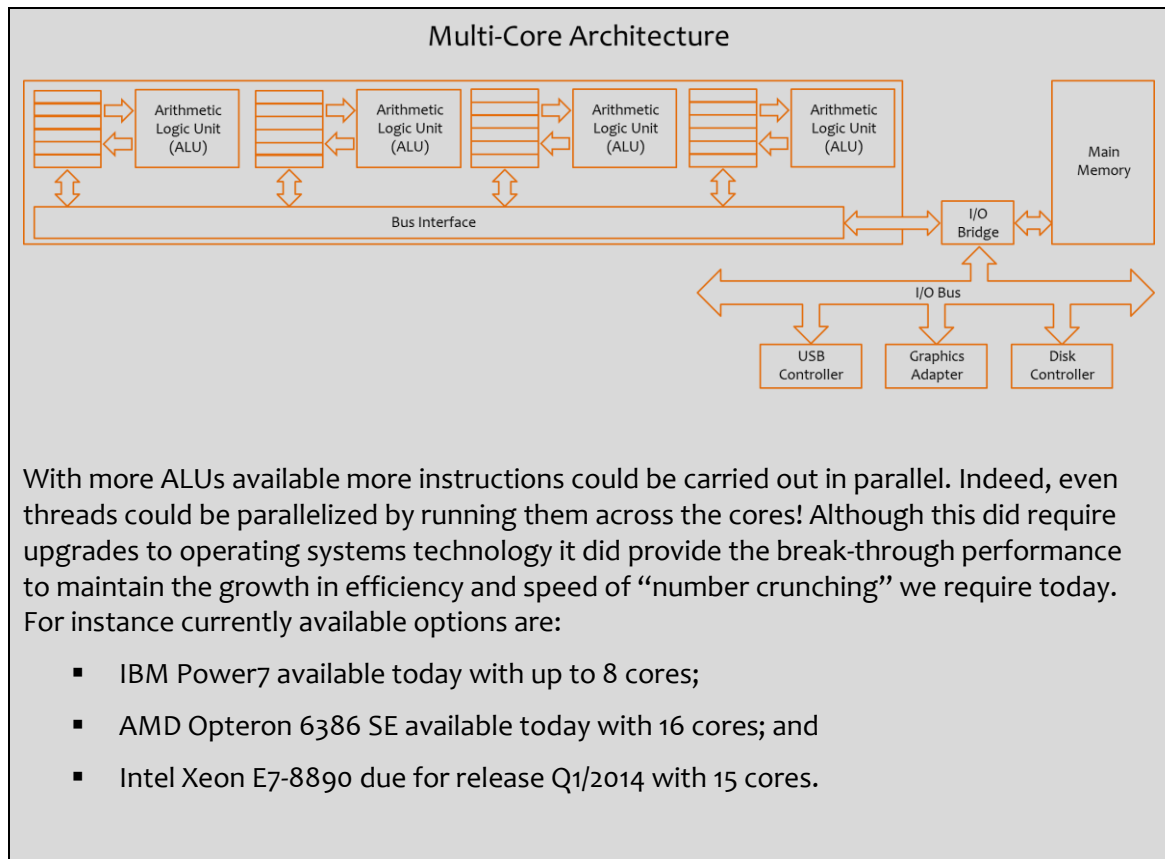 Multi-Core Architecture
Arithmetic
Logic Unit
(ALU)
Arithmetic
Logic Unit
(ALU)
Arithmetic
Logic Unit
(ALU)
Arithmetic
Logic Unit
(ALU)
Main
Memory
Bus Interface
I/O
Bridge
I/O Bus
USB
Controller
Graphics
Adapter
Disk
Controller
With more ALUs available more instructions could be carried out in parallel. Indeed, even
threads could be parallelized by running them across the cores! Although this did require
upgrades to operating systems technology it did provide the break-through performance
to maintain the growth in efficiency and speed of “number crunching” we require today.
For instance currently available options are:
▪ IBM Power7 available today with up to 8 cores;
▪ AMD Opteron 6386 SE available today with 16 cores; and
▪ Intel Xeon E7-8890 due for release Q1/2014 with 15 cores.